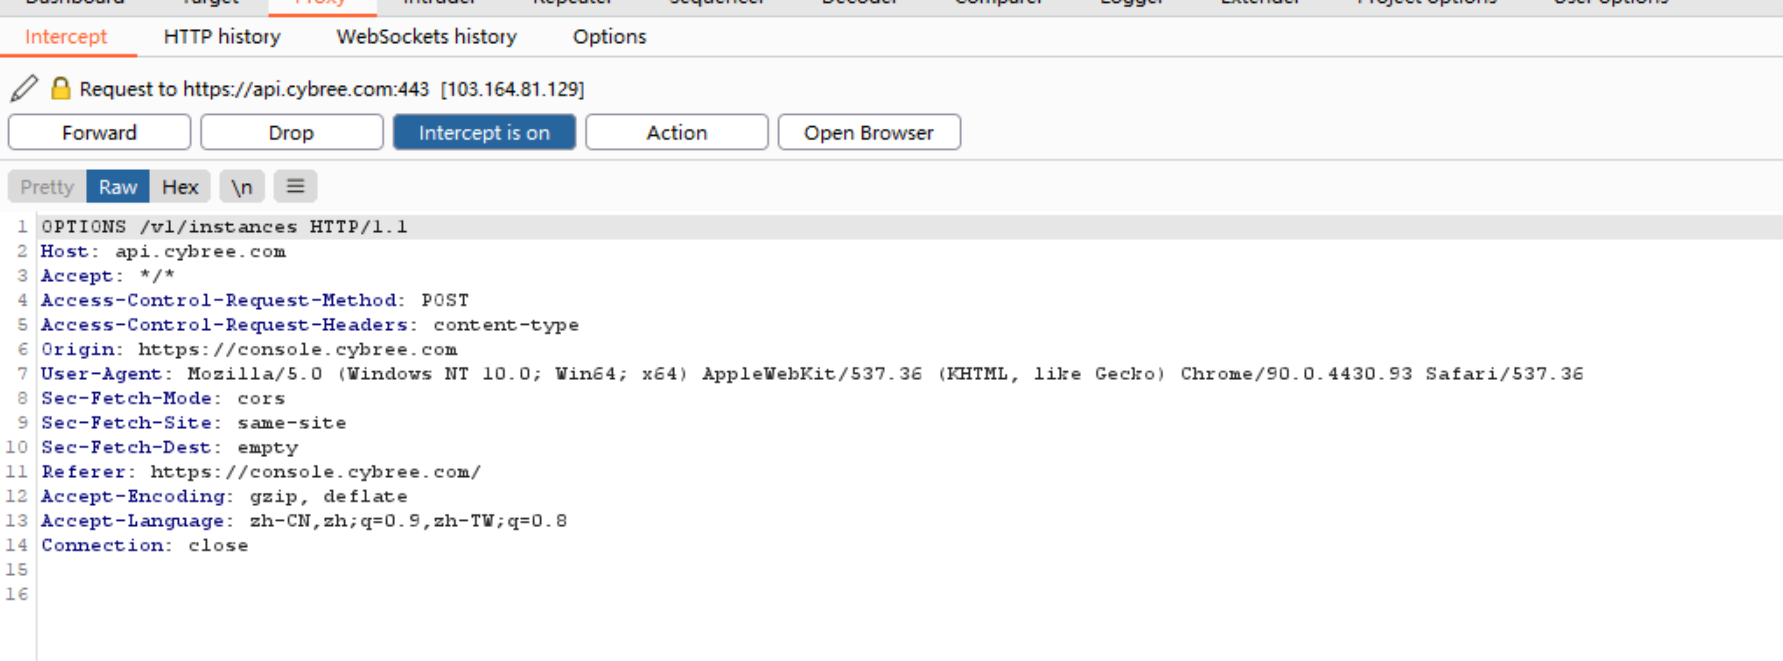 Dashboard Target Proxy Intruder Repeater Sequencer Decoder Comparer Logger Extender Project options User options
Intercept HTTP history WebSockets history Options
Request to https://api.cybree.com:443 [103.164.81.129]
Forward Drop Intercept is on Action Open Browser
Pretty Raw Hex \n
1 OPTIONS /v1/instances HTTP/1.1
2 Host: api.cybree.com
3 Accept: */*
4 Access-Control-Request-Method: POST
5 Access-Control-Request-Headers: content-type
6 Origin: https://console.cybree.com
7 User-Agent: Mozilla/5.0 (Windows NT 10.0; Win64; x64) AppleWebKit/537.36 (KHTML, like Gecko) Chrome/90.0.4430.93 Safari/537.36
8 Sec-Fetch-Mode: cors
9 Sec-Fetch-Site: same-site
10 Sec-Fetch-Dest: empty
11 Referer: https://console.cybree.com/
12 Accept-Encoding: gzip, deflate
13 Accept-Language: zh-CN,zh;q=0.9,zh-TW;q=0.8
14 Connection: close
15
16